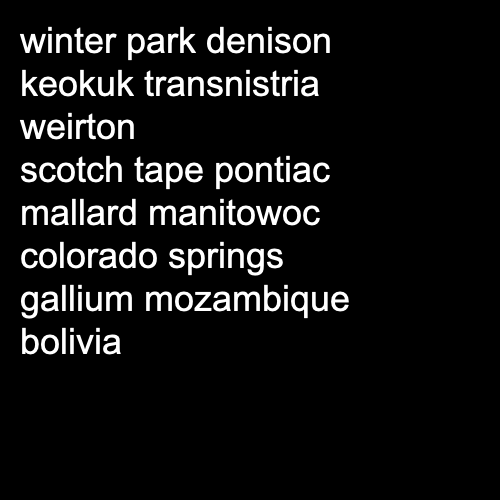 winter park denison
keokuk transnistria
weirton
scotch tape pontiac
mallard manitowoc
colorado springs
gallium mozambique
bolivia